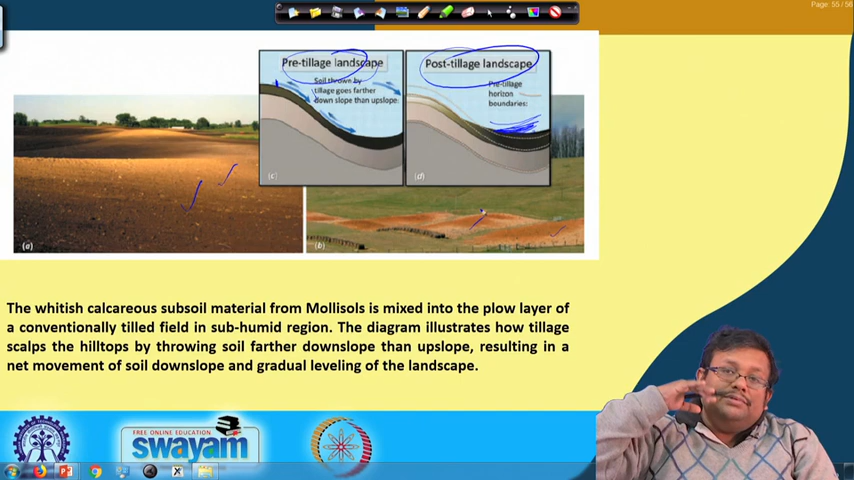 Page: 55 / 56
Pre-tillage landscape
Soil thrown by
tillage goes farther
down slope than upslope.
(c)
Post-tillage landscape
Pre-tillage
horizon
boundaries:
(d)
(a)
(b)
The whitish calcareous subsoil material from Mollisols is mixed into the plow layer of
a conventionally tilled field in sub-humid region. The diagram illustrates how tillage
scalps the hilltops by throwing soil farther downslope than upslope, resulting in a
net movement of soil downslope and gradual leveling of the landscape.
FREE ONLINE EDUCATION
swayam